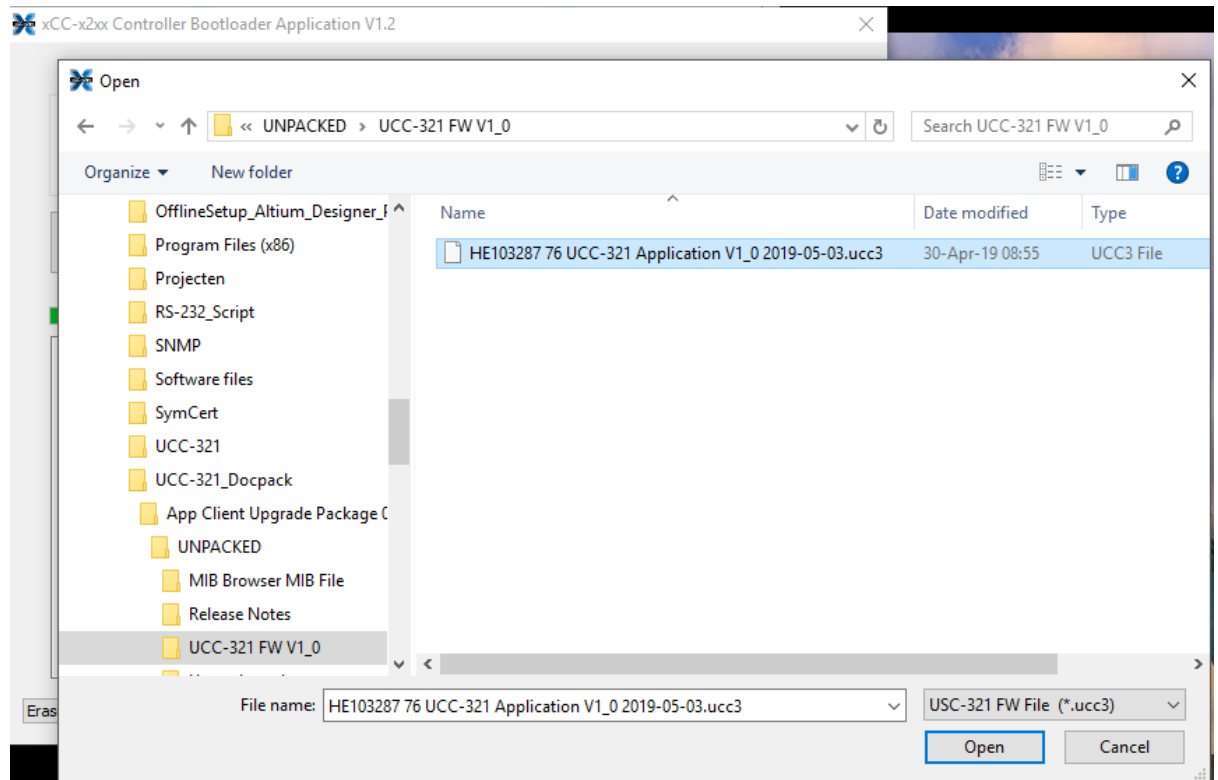 xCC-x2xx Controller Bootloader Application V1.2
Open
« UNPACKED › UCC-321 FW V1_0
Search UCC-321 FW V1_0
Organize
New folder
Name
Date modified
Type
OfflineSetup_Altium_Designer_
HE103287 76 UCC-321 Application V1_0 2019-05-03.ucc3
30-Apr-19 08:55
UCC3 File
Program Files (x86)
Projecten
RS-232_Script
SNMP
Software files
SymCert
UCC-321
UCC-321_Docpack
App Client Upgrade Package
UNPACKED
MIB Browser MIB File
Release Notes
UCC-321 FW V1_0
Eras
File name:
HE103287 76 UCC-321 Application V1_0 2019-05-03.ucc3
USC-321 FW File (*.ucc3)
Open
Cancel